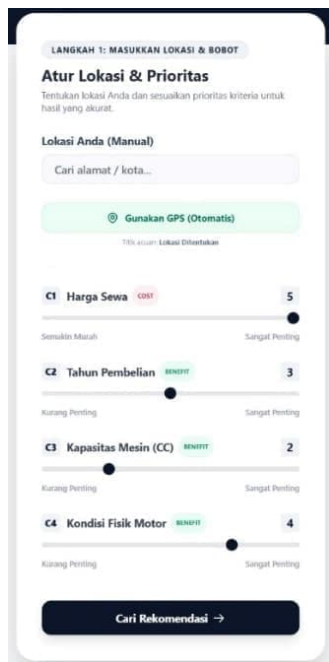 LANGKAH 1: MASUKKAN LOKASI & BOBOT
Atur Lokasi & Prioritas
Tentukan lokasi Anda dan sesuaikan prioritas kriteria untuk
hasil yang akurat.
Lokasi Anda (Manual)
Cari alamat / kota...
Gunakan GPS (Otomatis)
Titik acuan: Lokasi Ditentukan
C1 Harga Sewa COST 5
Semakin Murah Sangat Penting
C2 Tahun Pembelian BENEFIT 3
Kurang Penting Sangat Penting
C3 Kapasitas Mesin (CC) BENEFIT 2
Kurang Penting Sangat Penting
C4 Kondisi Fisik Motor BENEFIT 4
Kurang Penting Sangat Penting
Cari Rekomendasi →